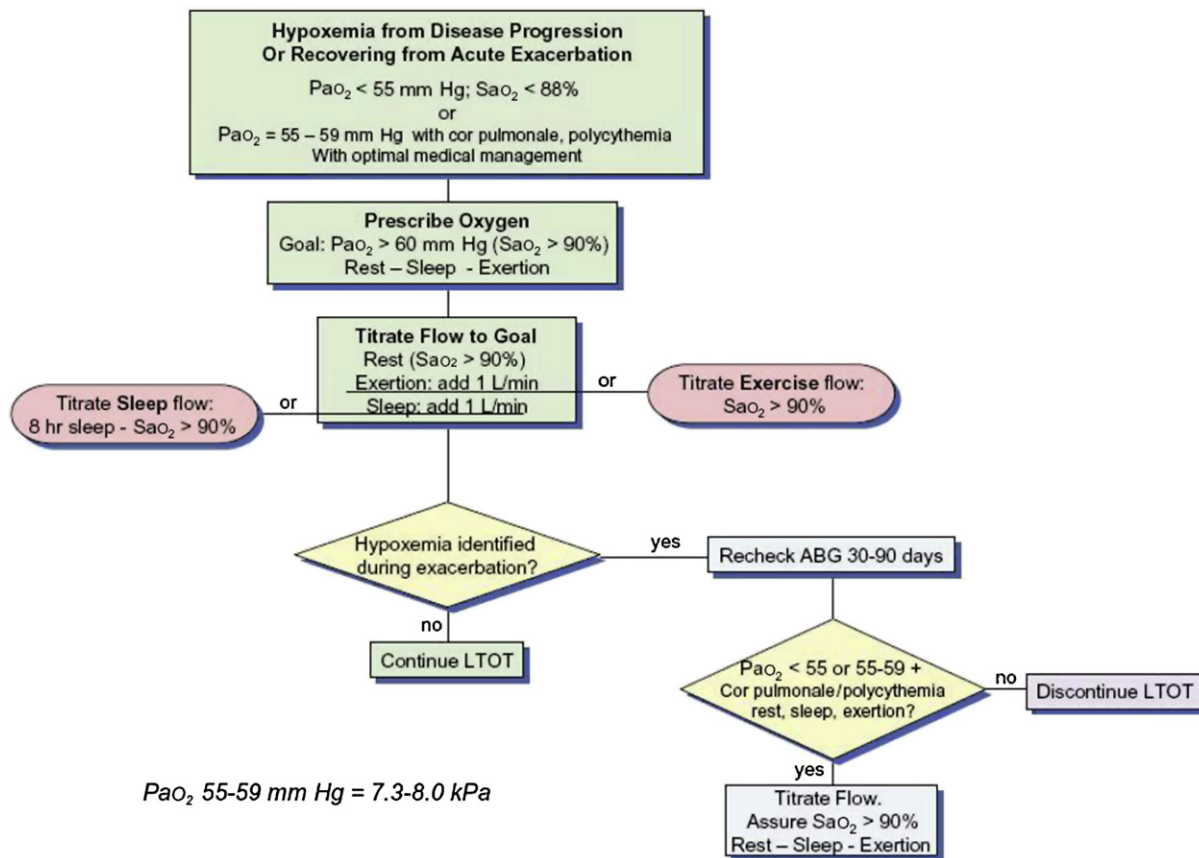 Hypoxemia from Disease Progression
Or Recovering from Acute Exacerbation
PaO₂ < 55 mm Hg; SaO₂ < 88%
or
PaO₂ = 55 – 59 mm Hg with cor pulmonale, polycythemia
With optimal medical management
Prescribe Oxygen
Goal: PaO₂ > 60 mm Hg (SaO₂ > 90%)
Rest – Sleep - Exertion
Titrate Flow to Goal
Rest (SaO₂ > 90%)
Exertion: add 1 L/min
Sleep: add 1 L/min
or
Titrate Exercise flow:
SaO₂ > 90%
or
Titrate Sleep flow:
8 hr sleep - SaO₂ > 90%
Hypoxemia identified
during exacerbation?
yes
Recheck ABG 30-90 days
no
Continue LTOT
PaO₂ < 55 or 55-59 +
Cor pulmonale/polycythemia
rest, sleep, exertion?
no
Discontinue LTOT
yes
Titrate Flow.
Assure SaO₂ > 90%
Rest – Sleep - Exertion
PaO₂ 55-59 mm Hg = 7.3-8.0 kPa